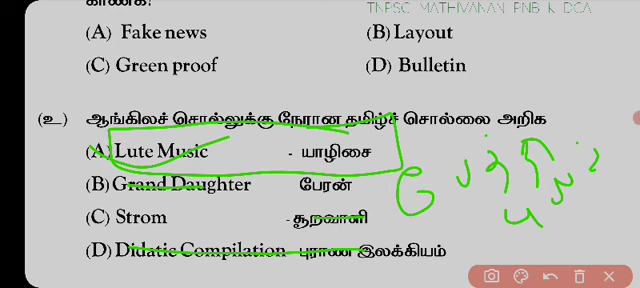 TNPSC MATHIVANAN PNB K DCA
காண்க?
(A) Fake news (B) Layout
(C) Green proof (D) Bulletin
(உ) ஆங்கிலச் சொல்லுக்கு நேரான தமிழ்ச் சொல்லை அறிக
(A) Lute Music - யாழிசை
(B) Grand Daughter பேரன்
(C) Strom - சூறவாளி
(D) Didatic Compilation - புராண இலக்கியம்